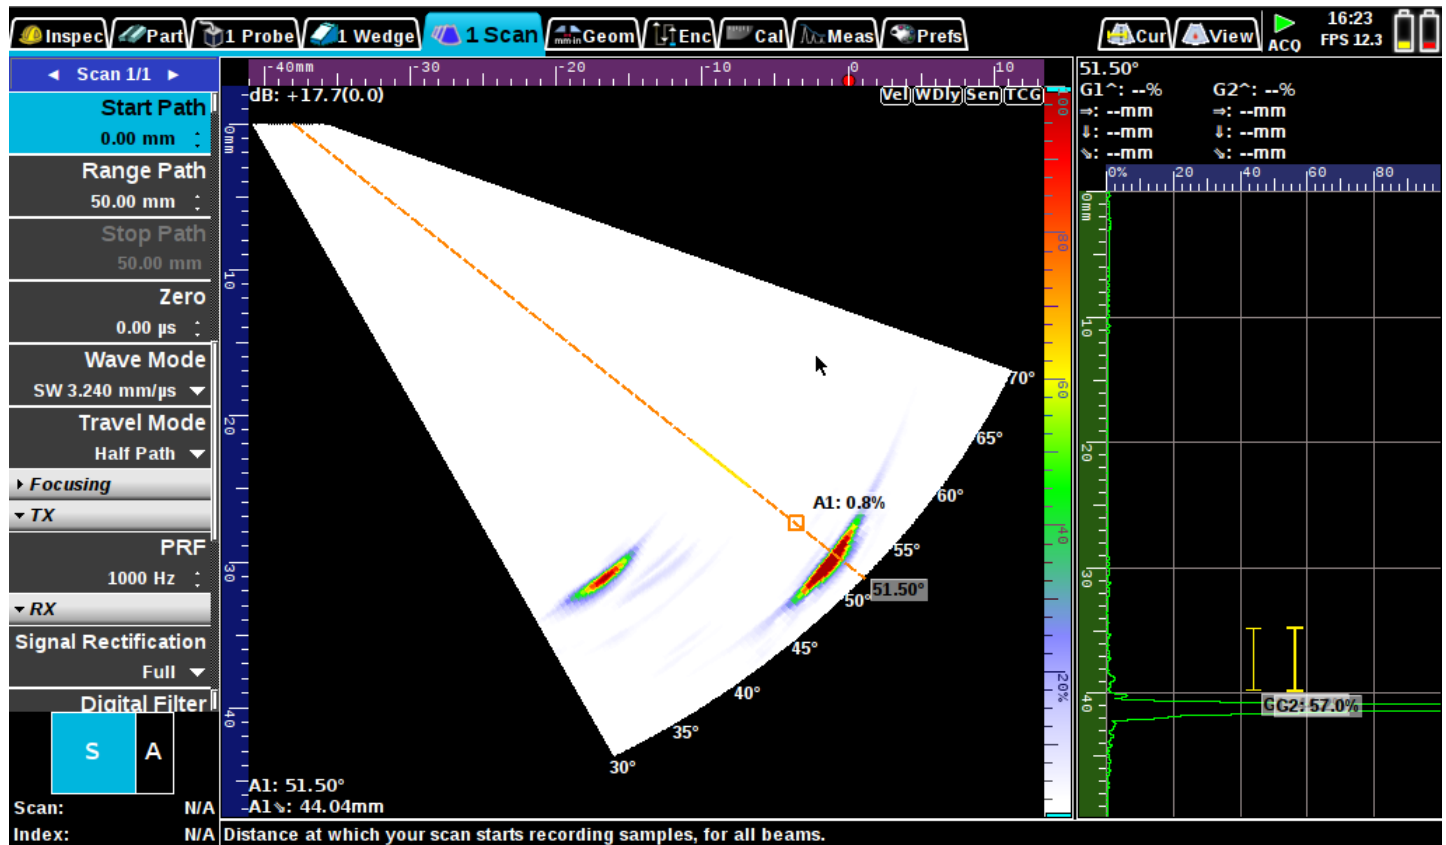 Inspec Part 1 Probe 1 Wedge 1 Scan Geom Enc Cal Meas Prefs Cur View ACQ 16:23 FPS 12.3
◄ Scan 1/1 ►
Start Path
0.00 mm
Range Path
50.00 mm
Stop Path
50.00 mm
Zero
0.00 µs
Wave Mode
SW 3.240 mm/µs
Travel Mode
Half Path
Focusing
TX
PRF
1000 Hz
RX
Signal Rectification
Full
Digital Filter
S A
Scan: N/A
Index: N/A
-40mm -30 -20 -10 0 10
dB: +17.7(0.0)
Vel WDly Sen TCG
0mm
10
20
30
40
100
80
60
40
20%
70°
65°
60°
55°
50°
45°
40°
35°
30°
A1: 0.8%
51.50°
A1: 51.50°
A1⇘: 44.04mm
51.50°
G1^: --% G2^: --%
⇒: --mm ⇒: --mm
⇓: --mm ⇓: --mm
⇘: --mm ⇘: --mm
0% 20 40 60 80
0mm
10
20
30
40
G2: 57.0%
Distance at which your scan starts recording samples, for all beams.